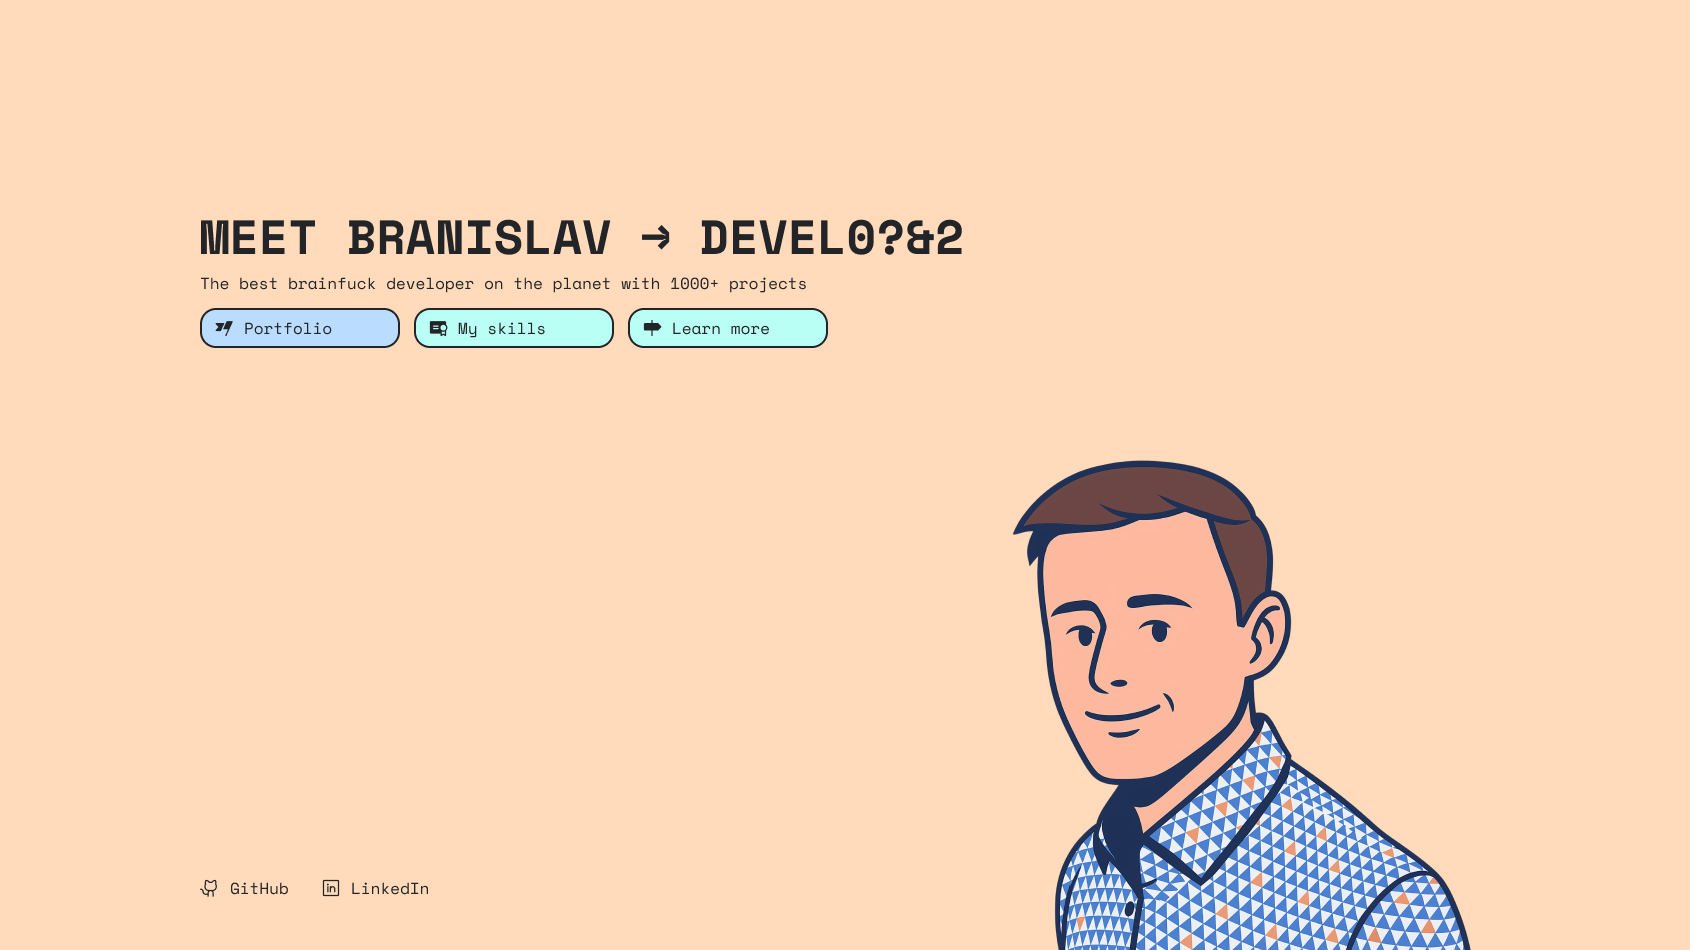 MEET BRANISLAV → DEVEL0?&2
The best brainfuck developer on the planet with 1000+ projects
Portfolio
My skills
Learn more
GitHub
LinkedIn